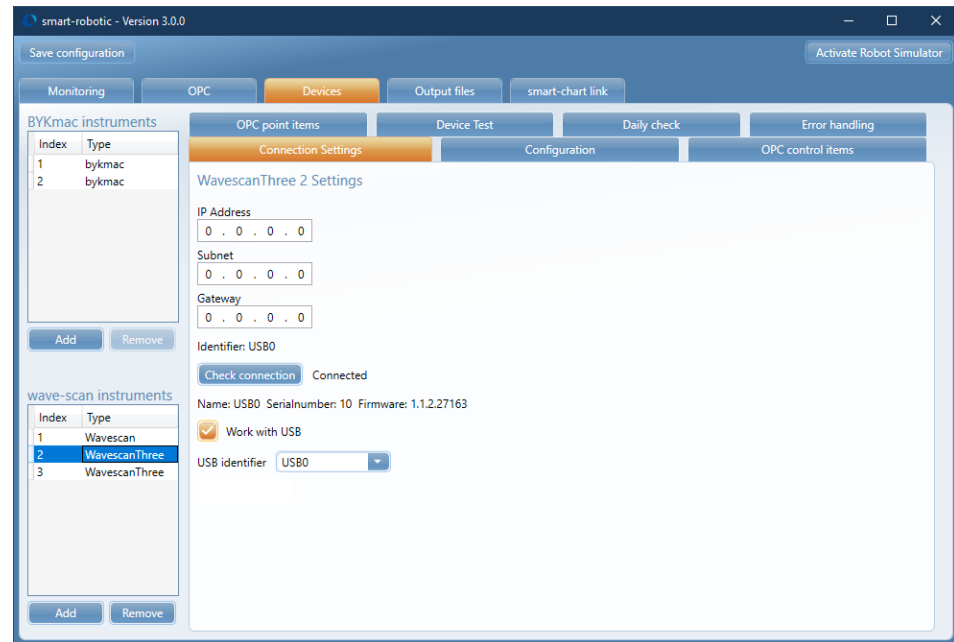 smart-robotic - Version 3.0.0
Save configuration Activate Robot Simulator
Monitoring OPC Devices Output files smart-chart link
BYKmac instruments
Index Type
1 bykmac
2 bykmac
Add Remove
wave-scan instruments
Index Type
1 Wavescan
2 WavescanThree
3 WavescanThree
Add Remove
OPC point items Device Test Daily check Error handling
Connection Settings Configuration OPC control items
WavescanThree 2 Settings
IP Address
0 . 0 . 0 . 0
Subnet
0 . 0 . 0 . 0
Gateway
0 . 0 . 0 . 0
Identifier: USB0
Check connection Connected
Name: USB0 Serialnumber: 10 Firmware: 1.1.2.27163
Work with USB
USB identifier USB0